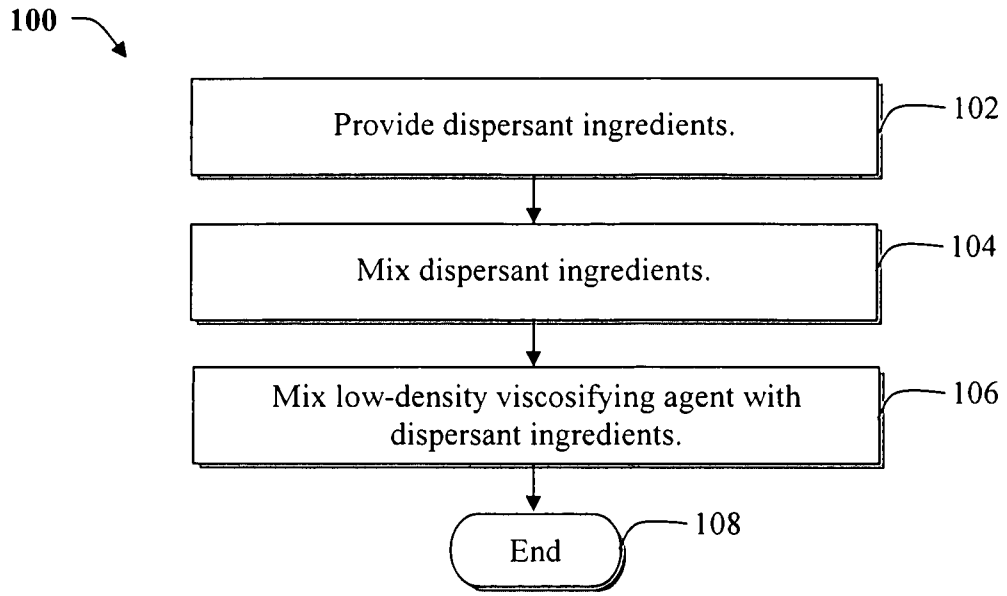 100
Provide dispersant ingredients.
102
Mix dispersant ingredients.
104
Mix low-density viscosifying agent with
dispersant ingredients.
106
End
108